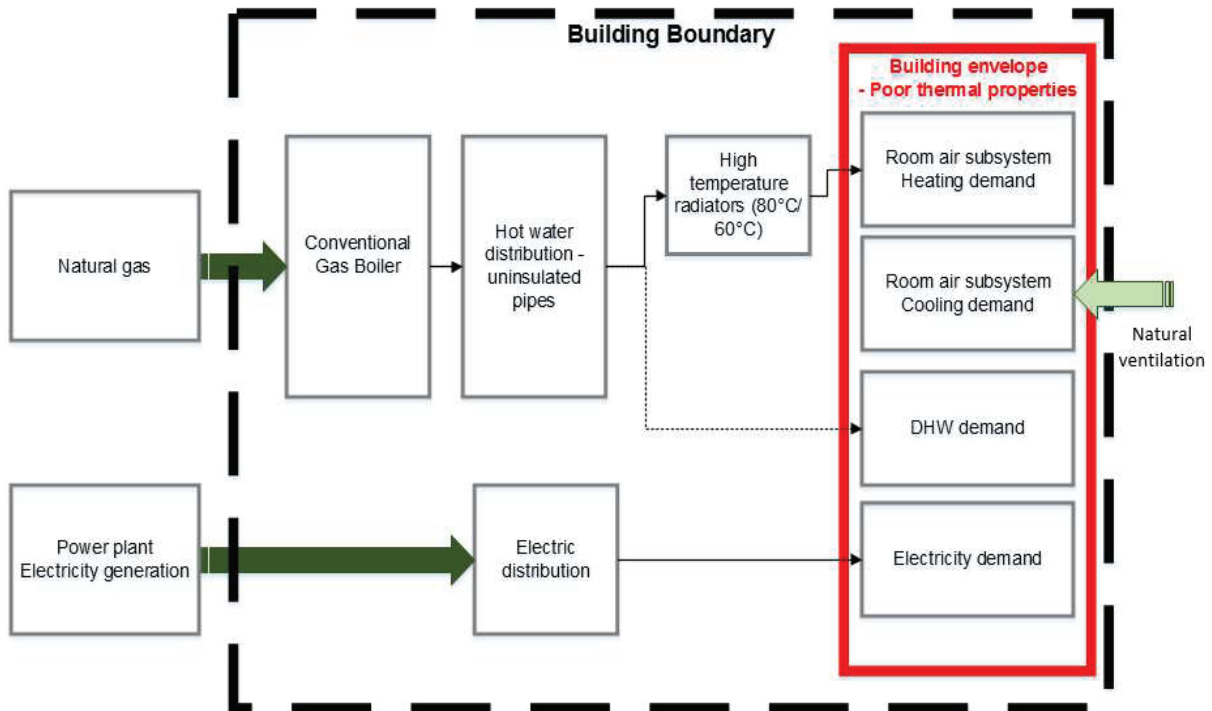 Building Boundary
Building envelope
- Poor thermal properties
Natural gas
Conventional
Gas Boiler
Hot water
distribution -
uninsulated
pipes
High
temperature
radiators (80°C/
60°C)
Room air subsystem
Heating demand
Room air subsystem
Cooling demand
Natural
ventilation
DHW demand
Power plant
Electricity generation
Electric
distribution
Electricity demand